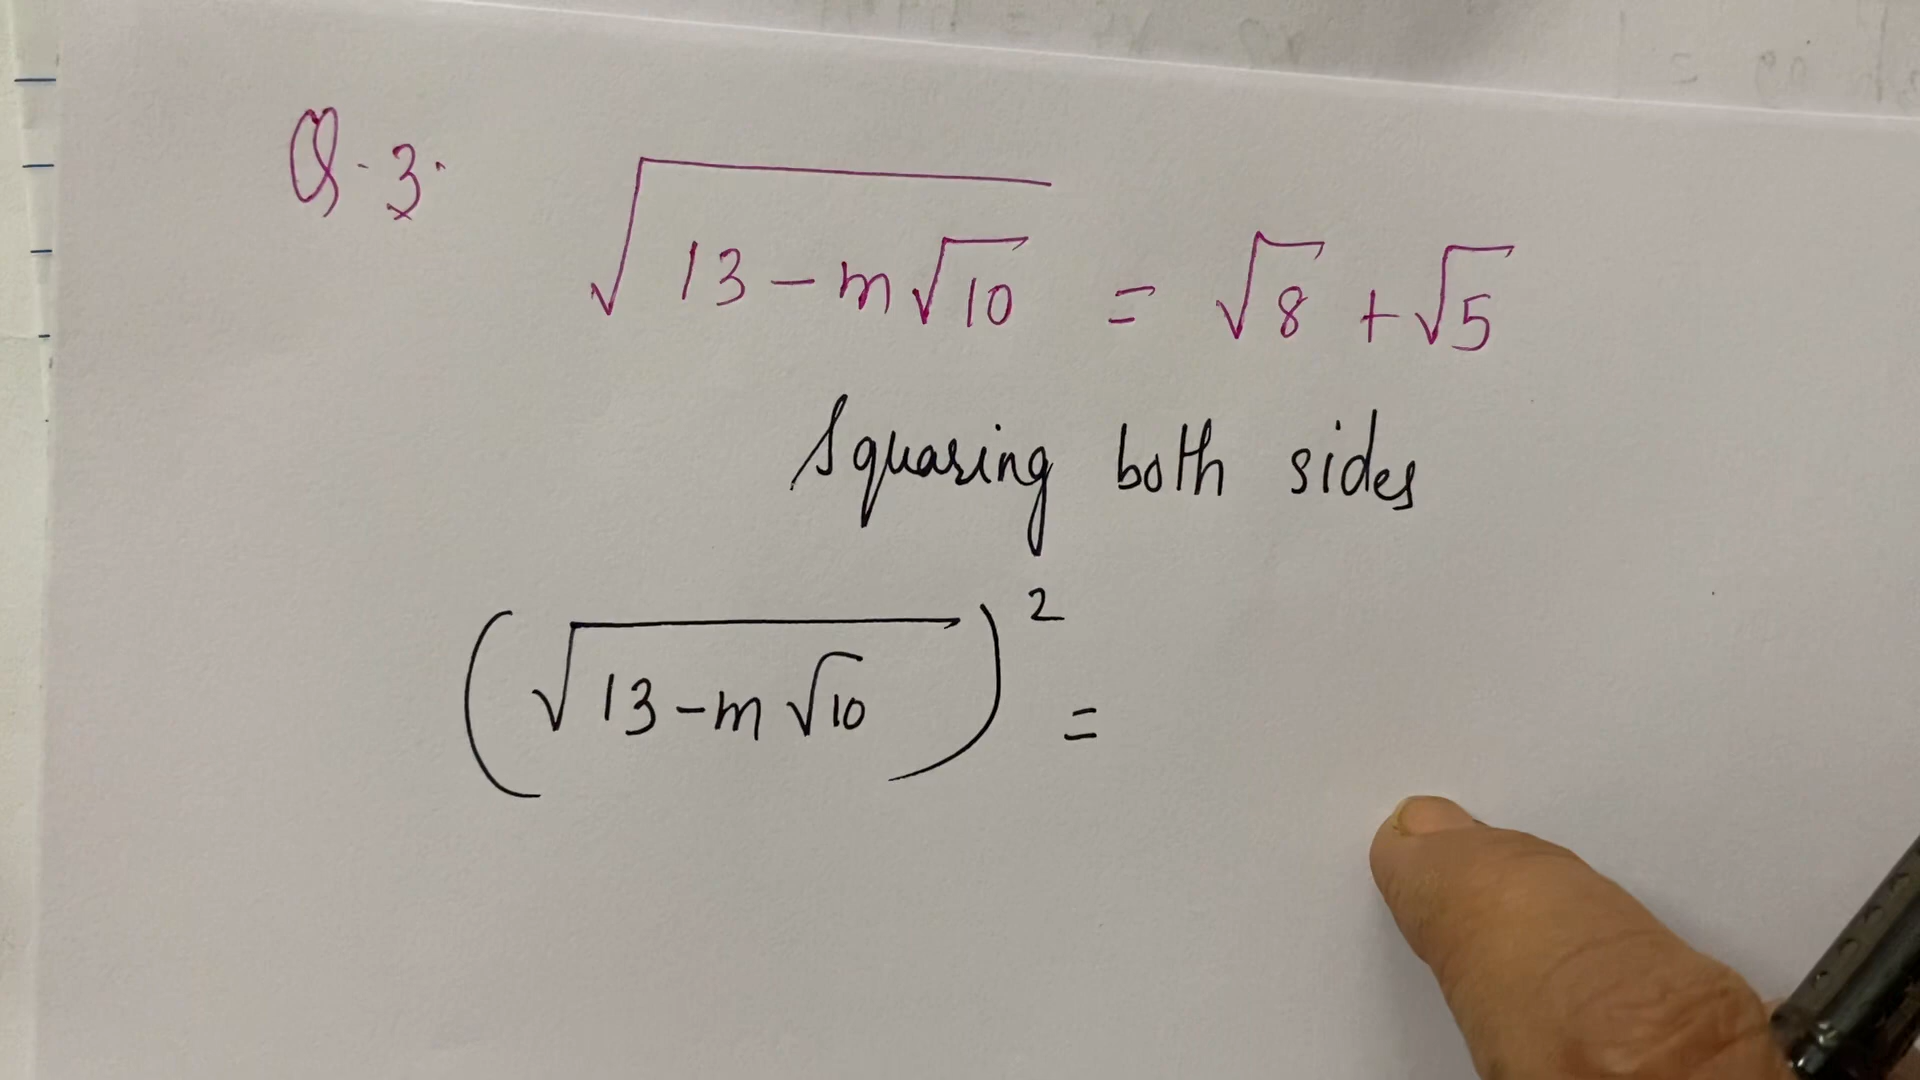 Q.3. √(13 - m√10) = √8 + √5
Squaring both sides
(√(13 - m√10))² =